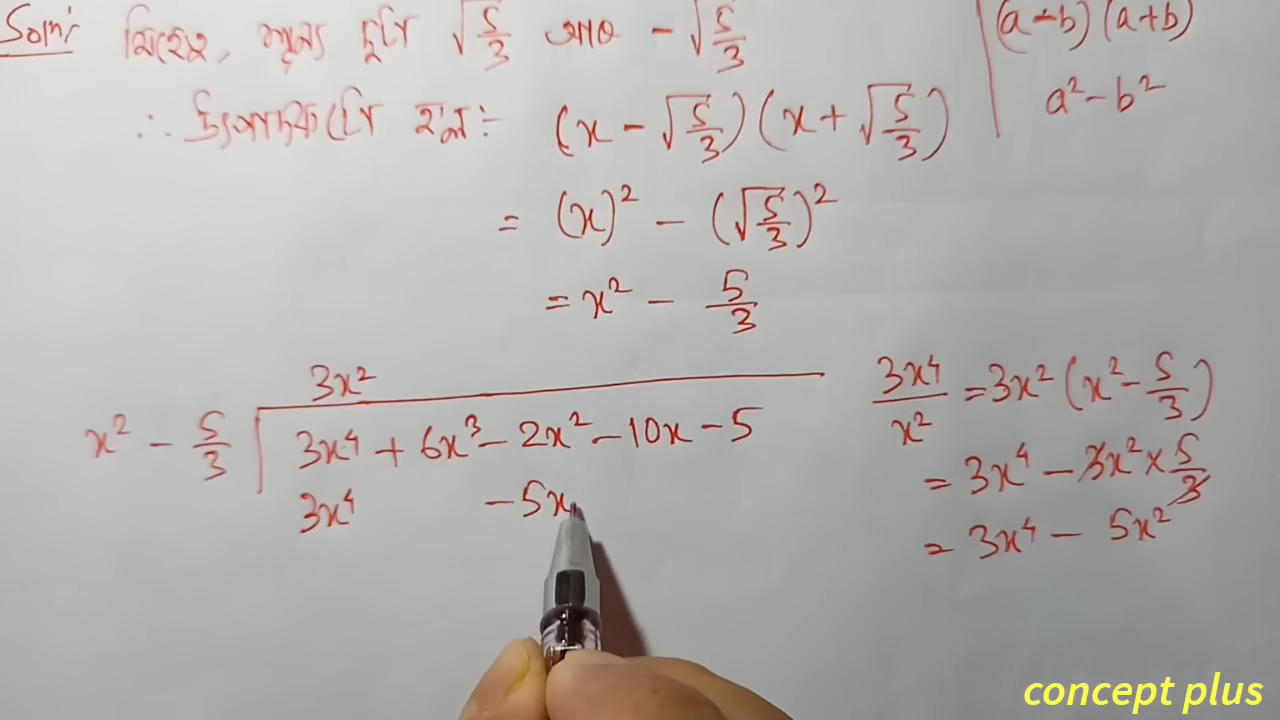 Soln: যিহেতু, শূন্য দুটি √5/3 আৰু - √5/3
(a-b) (a+b)
a² - b²
∴ উৎপাদকটো হ'ল :- (x - √5/3) (x + √5/3)
= (x)² - (√5/3)²
= x² - 5/3
3x²
x² - 5/3 3x⁴ + 6x³ - 2x² - 10x - 5
3x⁴ - 5x
3x⁴/x² = 3x² (x² - 5/3)
= 3x⁴ - 3x² × 5/3
= 3x⁴ - 5x²
concept plus